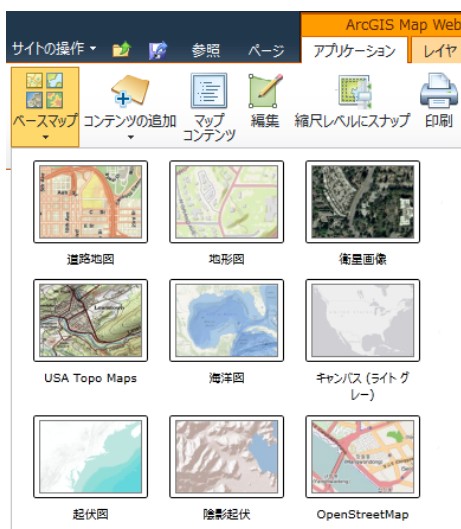 ArcGIS Map Web
サイトの操作
参照
ページ
アプリケーション
レイヤ
ベースマップ
コンテンツの追加
マップ
コンテンツ
編集
縮尺レベルにスナップ
印刷
道路地図
地形図
衛星画像
USA Topo Maps
海洋図
キャンバス (ライト グ
レー)
起伏図
陰影起伏
OpenStreetMap